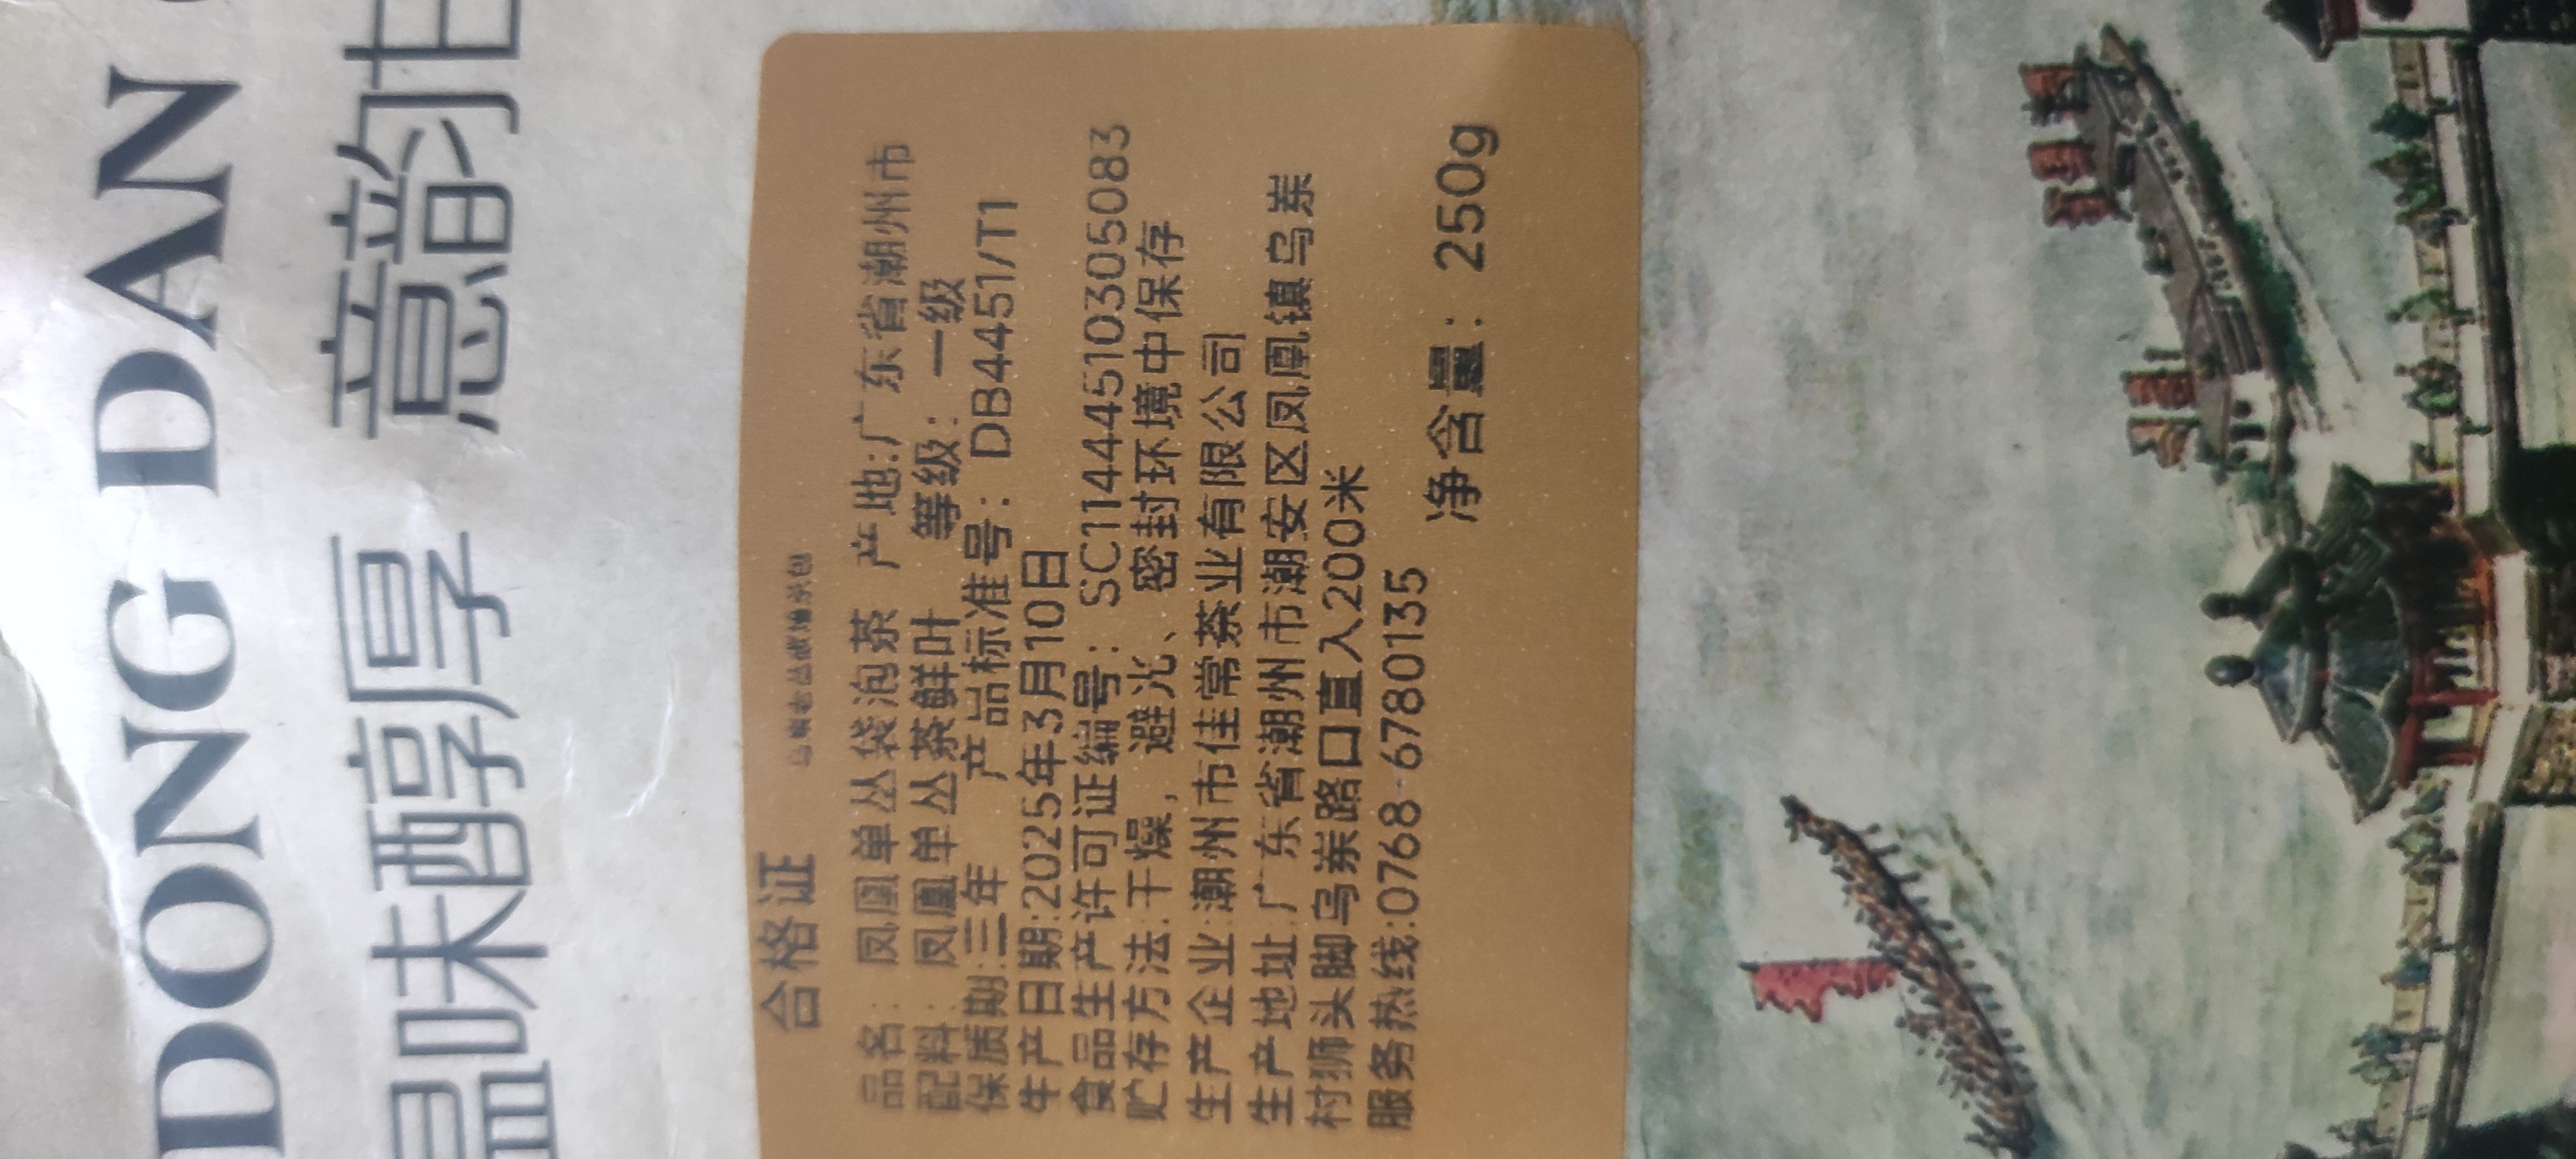 DONG DAN
品味醇厚 意韵甘
合格证
品名：凤凰单丛袋泡茶 产地:广东省潮州市
配料：凤凰单丛茶鲜叶 等级：一级
保质期:三年 产品标准号：DB4451/T1
生产日期:2025年3月10日
食品生产许可证编号：SC11444510305083
贮存方法:干燥，避光、密封环境中保存
生产企业:潮州市佳常茶业有限公司
生产地址:广东省潮州市潮安区凤凰镇乌岽
村狮头脚乌岽路口直入200米
服务热线:0768-6780135
净含量：250g